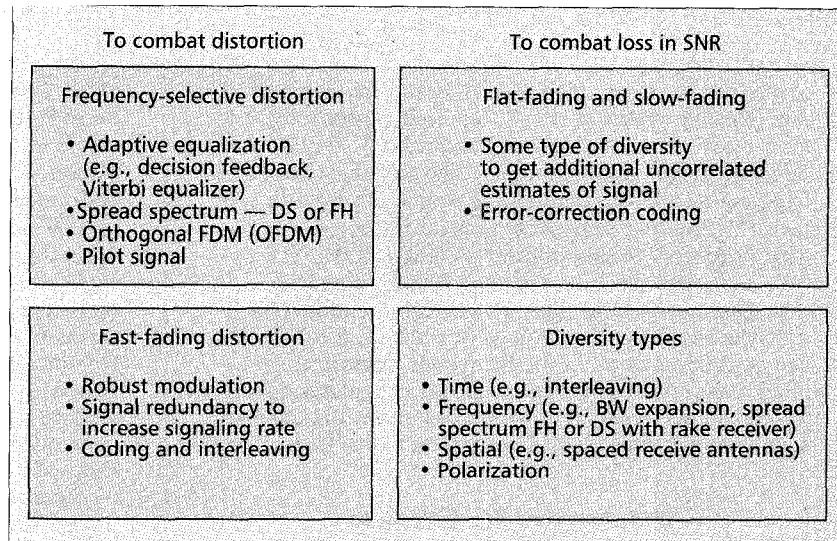 To combat distortion
Frequency-selective distortion
• Adaptive equalization
(e.g., decision feedback,
Viterbi equalizer)
•Spread spectrum — DS or FH
• Orthogonal FDM (OFDM)
• Pilot signal
Fast-fading distortion
• Robust modulation
• Signal redundancy to
increase signaling rate
• Coding and interleaving
To combat loss in SNR
Flat-fading and slow-fading
• Some type of diversity
to get additional uncorrelated
estimates of signal
• Error-correction coding
Diversity types
• Time (e.g., interleaving)
• Frequency (e.g., BW expansion, spread
spectrum FH or DS with rake receiver)
• Spatial (e.g., spaced receive antennas)
• Polarization